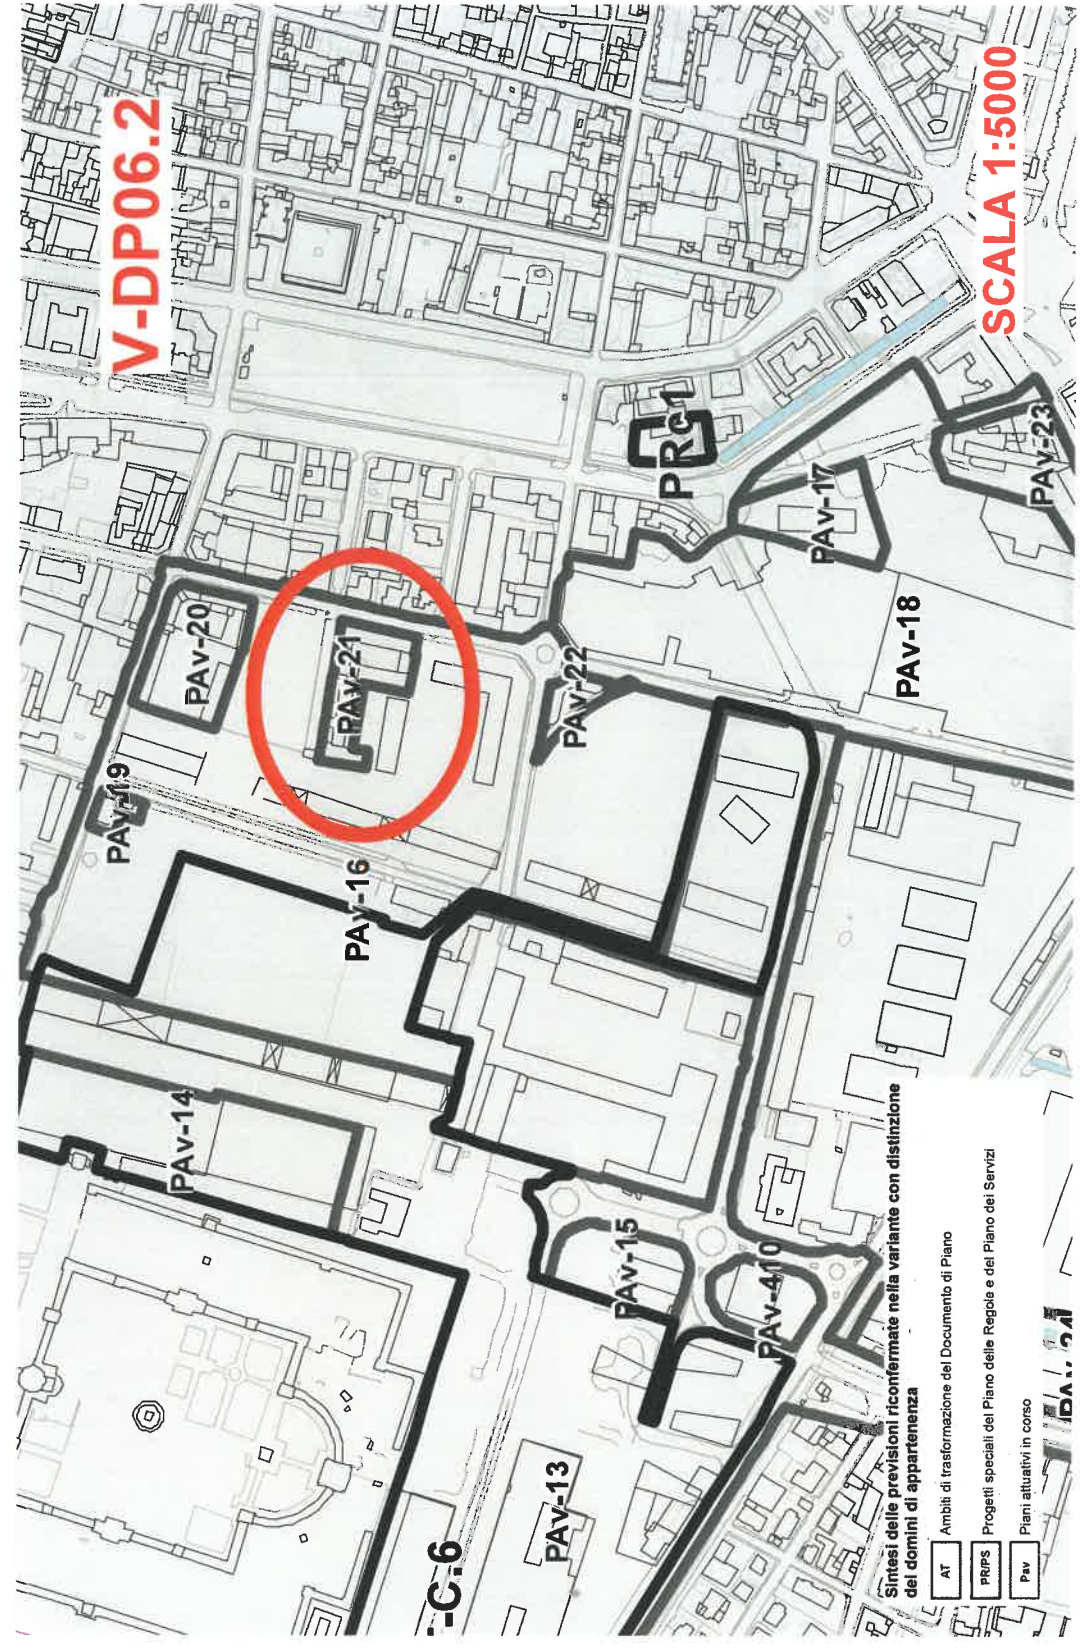 V-DP06.2
SCALA 1:5000
PAv-20
PAv-21
PAv-19
PAv-22
PAv-16
PRc-1
PAv-17
PAv-23
PAv-18
PAv-14
PAv-15
PAv-410
PAv-13
-C.6
Sintesi delle previsioni riconfermate nella variante con distinzione
dei domini di appartenenza
AT Ambiti di trasformazione del Documento di Piano
PR/PS Progetti speciali del Piano delle Regole e del Piano dei Servizi
Pav Piani attuativi in corso